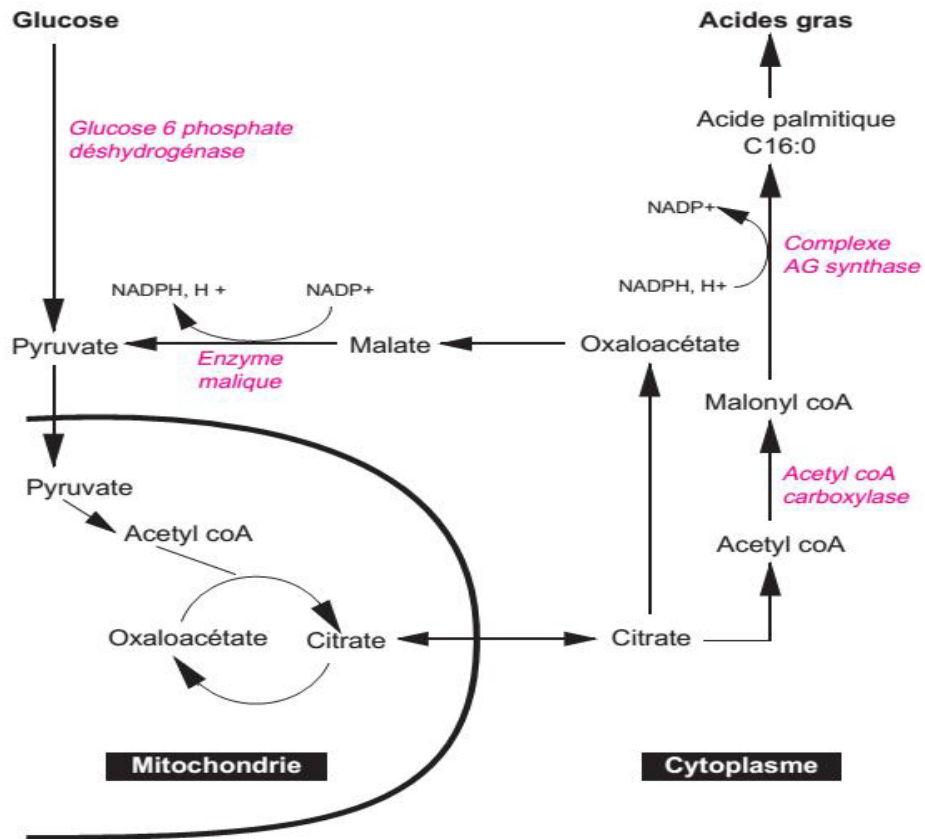 Glucose
Acides gras
Glucose 6 phosphate
déshydrogénase
Acide palmitique
C16:0
NADP+
Complexe
AG synthase
NADPH, H+
NADPH, H +
NADP+
Pyruvate
Enzyme
malique
Malate
Oxaloacétate
Malonyl coA
Pyruvate
Acetyl coA
carboxylase
Acetyl coA
Acetyl coA
Oxaloacétate
Citrate
Citrate
Mitochondrie
Cytoplasme